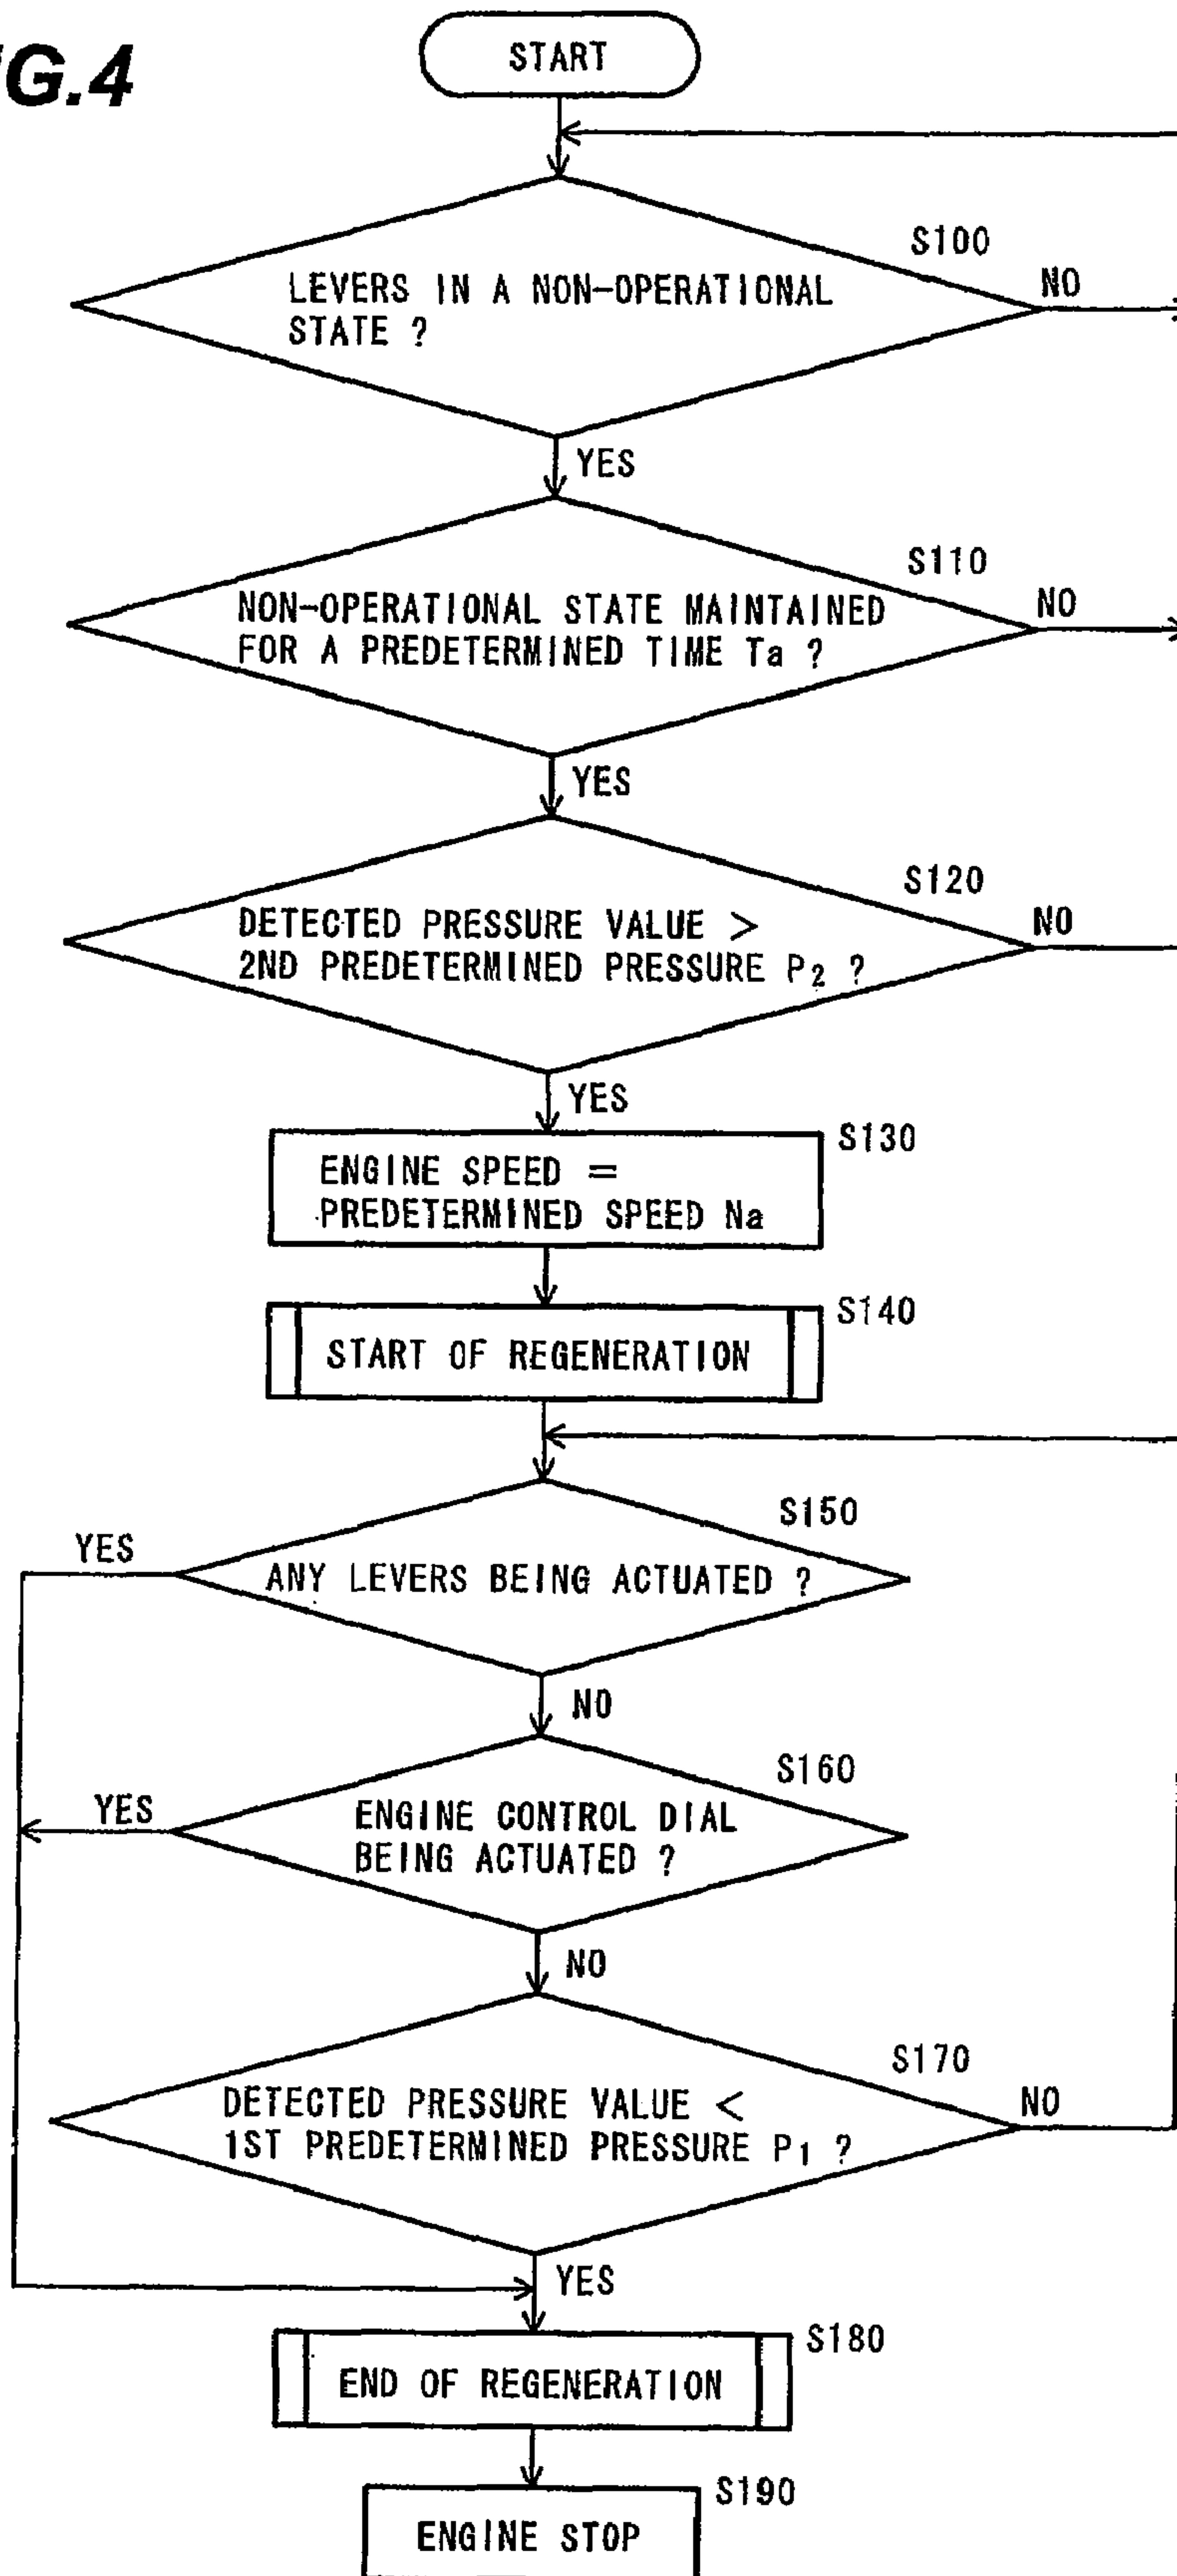 IG.4
START
S100
LEVERS IN A NON-OPERATIONAL
STATE ?
NO
YES
S110
NON-OPERATIONAL STATE MAINTAINED
FOR A PREDETERMINED TIME Ta ?
NO
YES
S120
DETECTED PRESSURE VALUE >
2ND PREDETERMINED PRESSURE P2 ?
NO
YES
S130
ENGINE SPEED =
PREDETERMINED SPEED Na
S140
START OF REGENERATION
S150
YES
ANY LEVERS BEING ACTUATED ?
NO
S160
YES
ENGINE CONTROL DIAL
BEING ACTUATED ?
NO
S170
DETECTED PRESSURE VALUE <
1ST PREDETERMINED PRESSURE P1 ?
NO
YES
S180
END OF REGENERATION
S190
ENGINE STOP